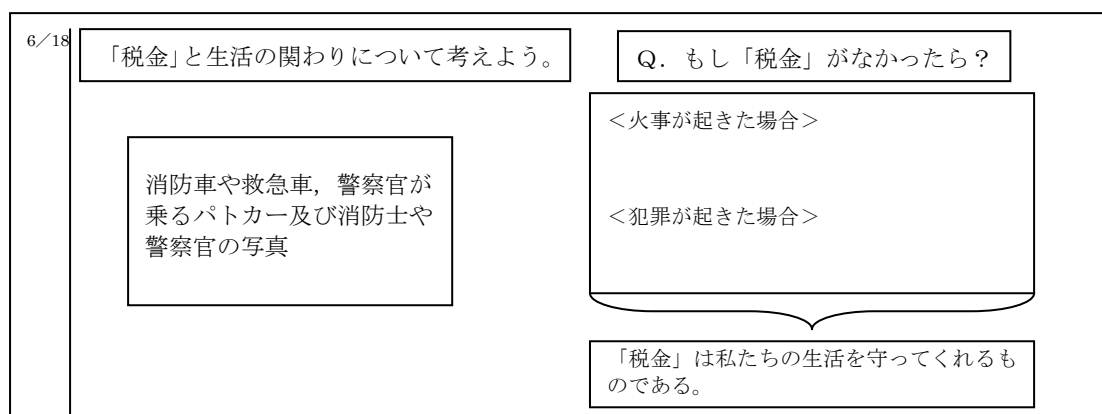 6／18
「税金」と生活の関わりについて考えよう。
Ｑ．もし「税金」がなかったら？
消防車や救急車，警察官が
乗るパトカー及び消防士や
警察官の写真
＜火事が起きた場合＞
＜犯罪が起きた場合＞
「税金」は私たちの生活を守ってくれるも
のである。